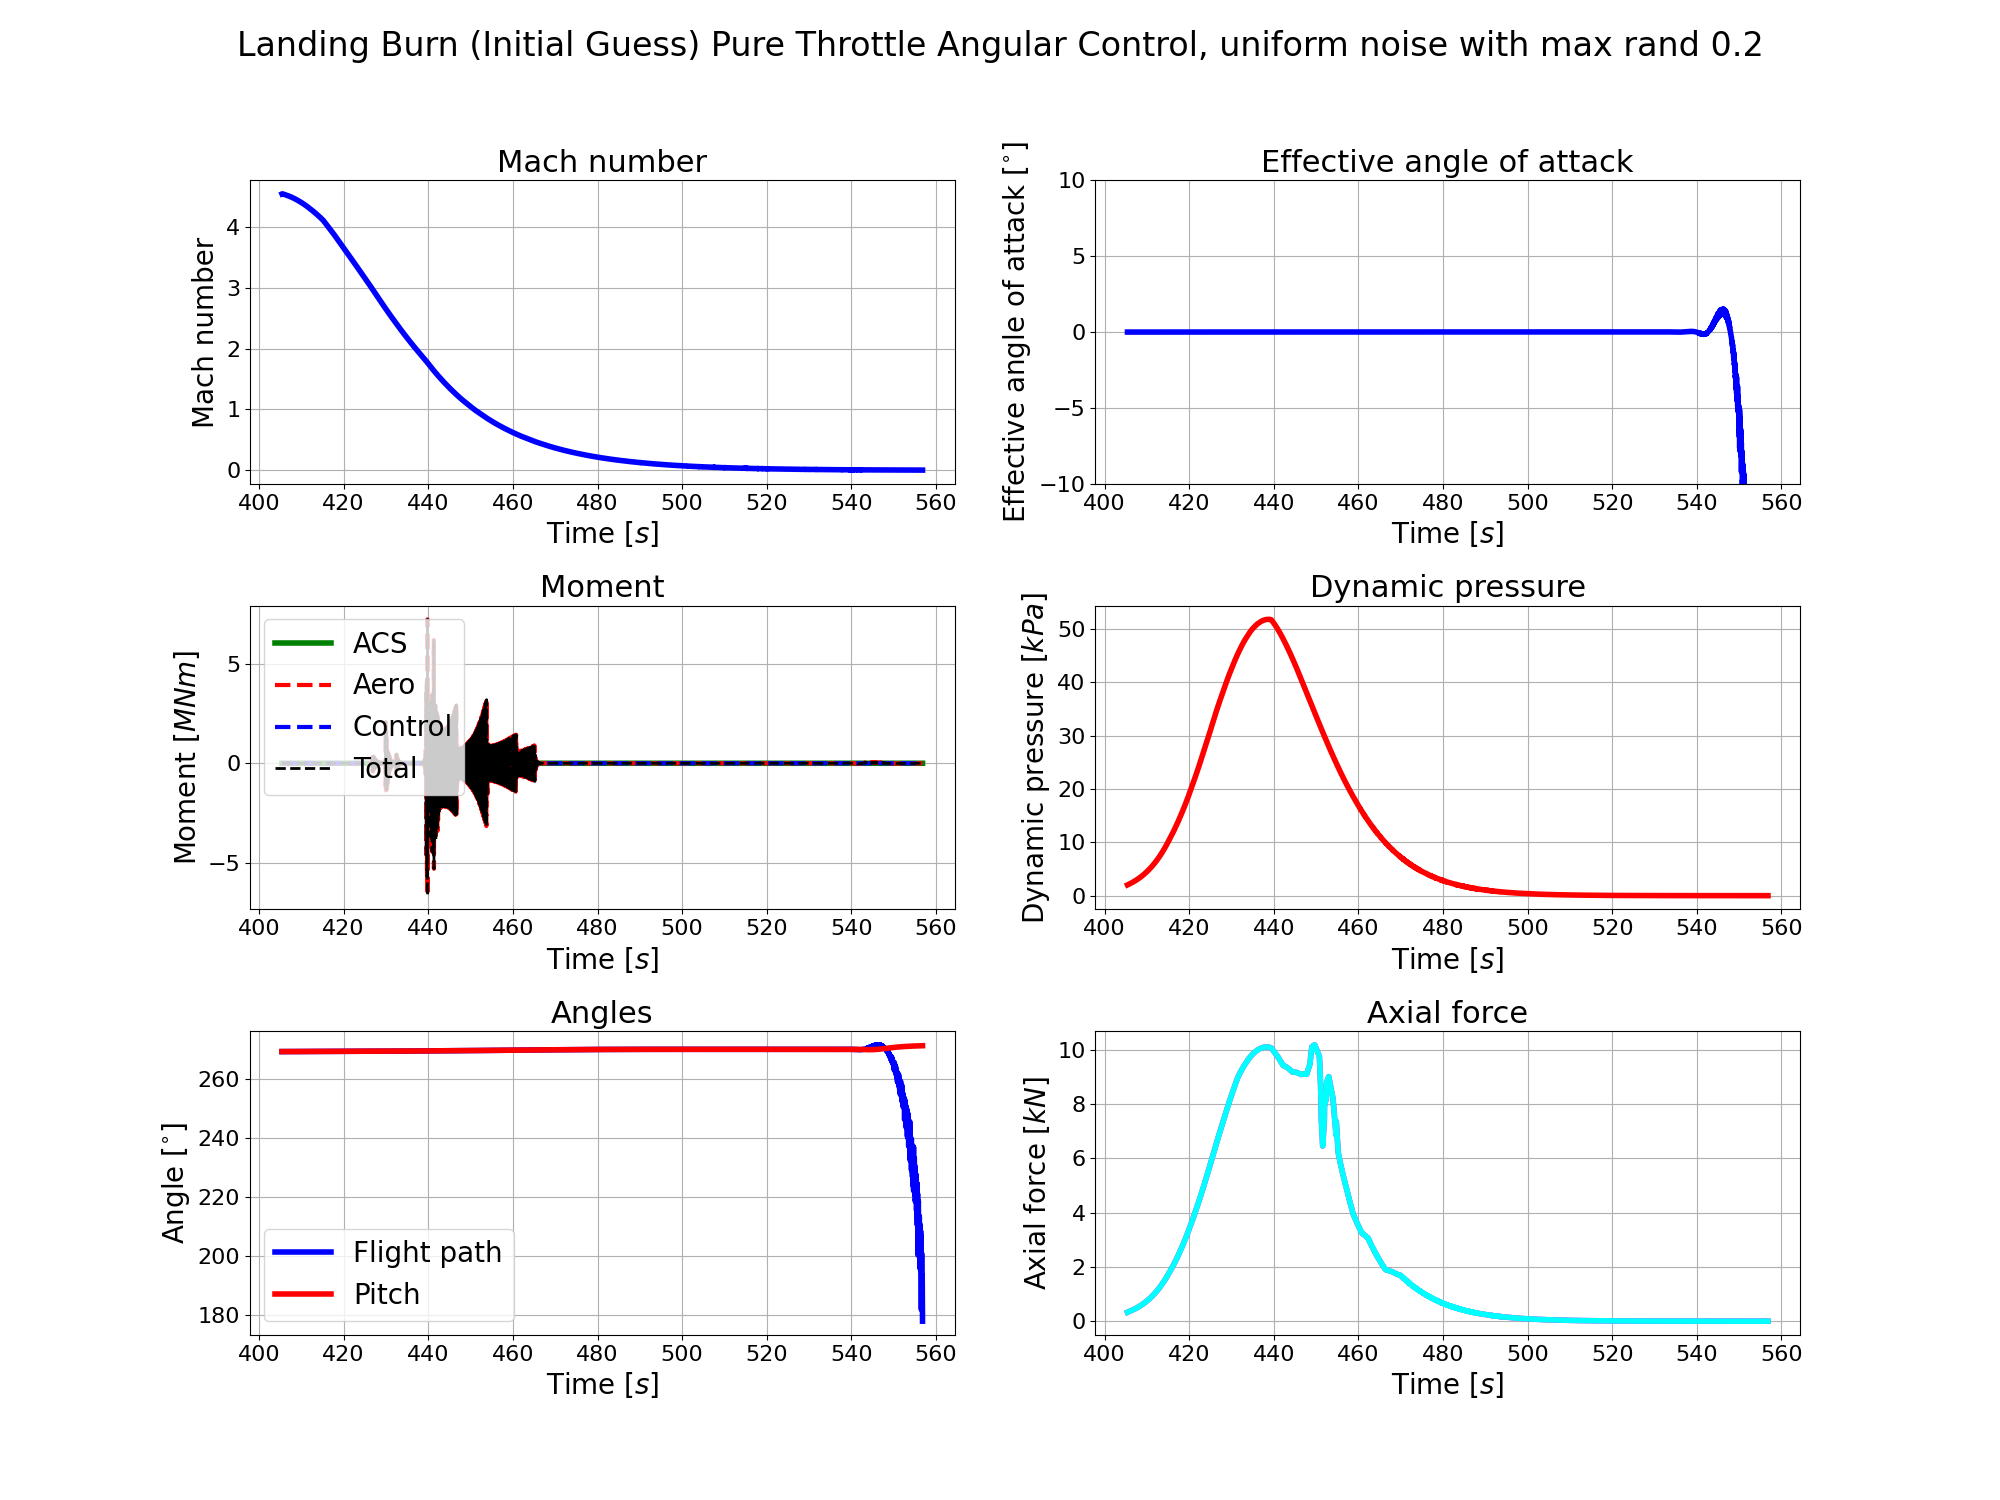 Landing Burn (Initial Guess) Pure Throttle Angular Control, uniform noise with max rand 0.2
Mach number
Mach number
4
3
2
1
0
400 420 440 460 480 500 520 540 560
Time [s]
Effective angle of attack
Effective angle of attack [°]
10
5
0
−5
−10
400 420 440 460 480 500 520 540 560
Time [s]
Moment
Moment [MNm]
5
0
−5
ACS
Aero
Control
Total
400 420 440 460 480 500 520 540 560
Time [s]
Dynamic pressure
Dynamic pressure [kPa]
50
40
30
20
10
0
400 420 440 460 480 500 520 540 560
Time [s]
Angles
Angle [°]
260
240
220
200
180
Flight path
Pitch
400 420 440 460 480 500 520 540 560
Time [s]
Axial force
Axial force [kN]
10
8
6
4
2
0
400 420 440 460 480 500 520 540 560
Time [s]